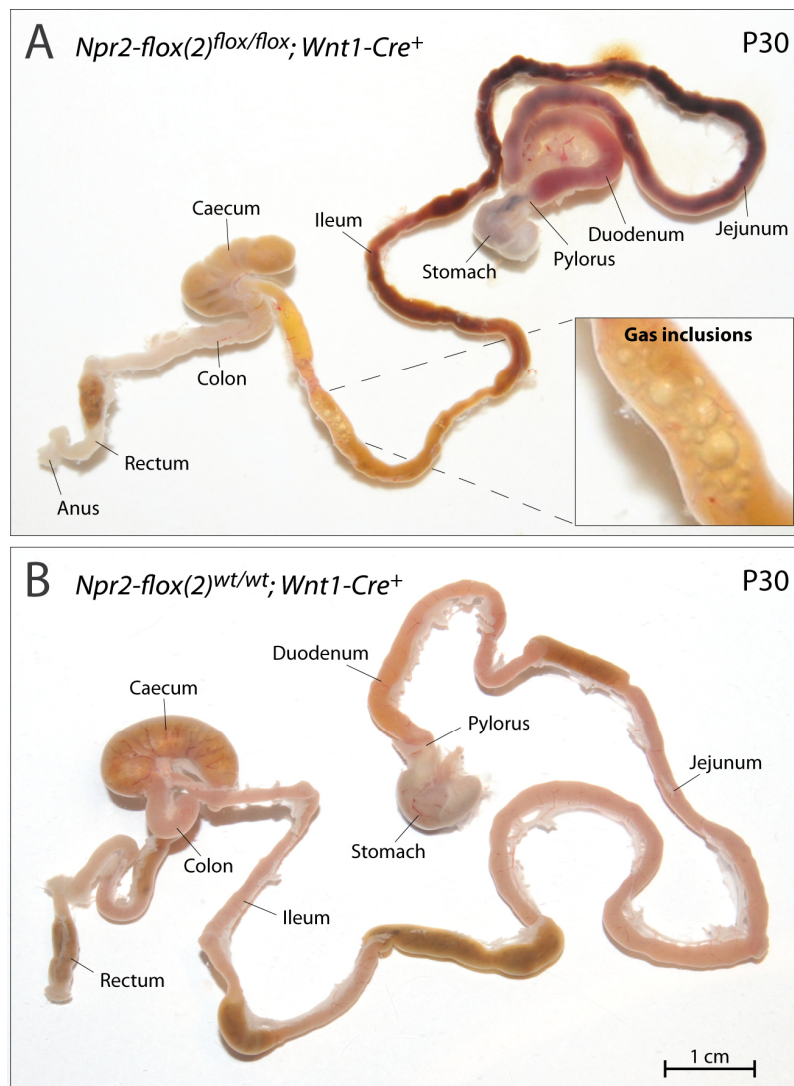 A Npr2-flox(2)flox/flox; Wnt1-Cre+ P30
Caecum
Ileum
Duodenum
Jejunum
Stomach
Pylorus
Gas inclusions
Colon
Rectum
Anus
B Npr2-flox(2)wt/wt; Wnt1-Cre+ P30
Duodenum
Caecum
Pylorus
Jejunum
Stomach
Colon
Ileum
Rectum
1 cm